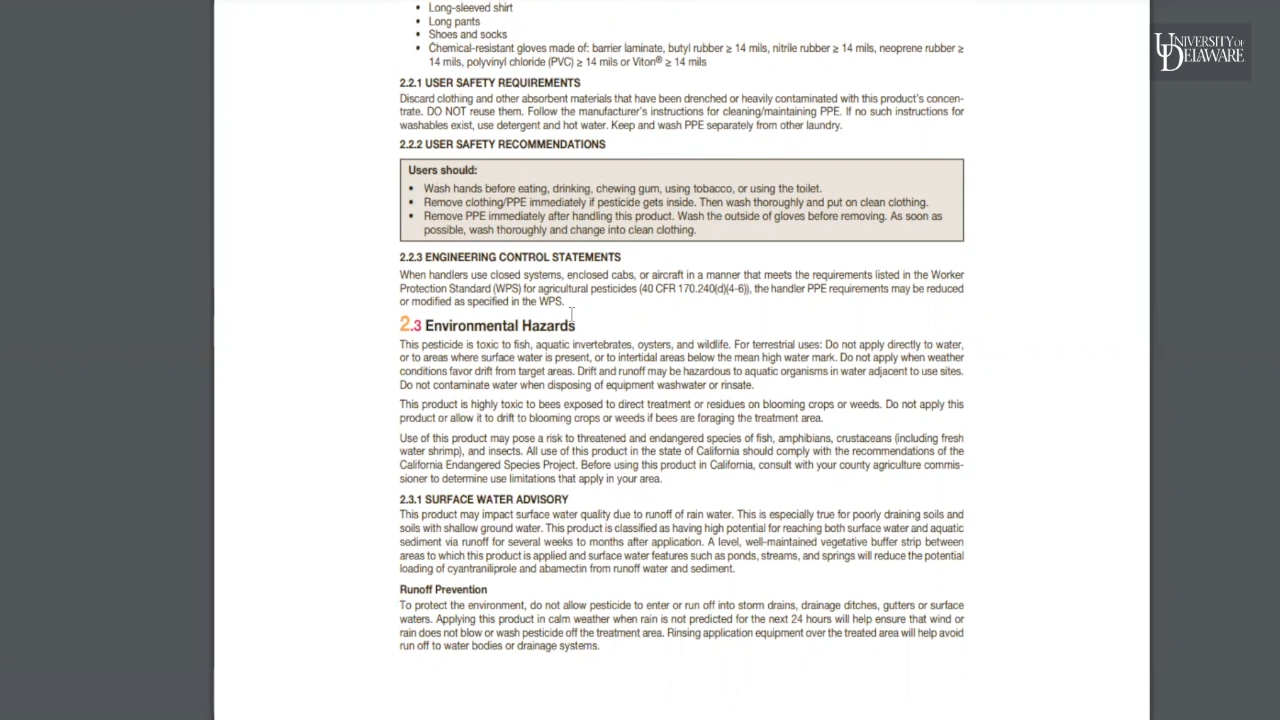 • Long-sleeved shirt
• Long pants
• Shoes and socks
• Chemical-resistant gloves made of: barrier laminate, butyl rubber ≥ 14 mils, nitrile rubber ≥ 14 mils, neoprene rubber ≥
14 mils, polyvinyl chloride (PVC) ≥ 14 mils or Viton® ≥ 14 mils
UNIVERSITY OF
DELAWARE
2.2.1 USER SAFETY REQUIREMENTS
Discard clothing and other absorbent materials that have been drenched or heavily contaminated with this product's concen-
trate. DO NOT reuse them. Follow the manufacturer's instructions for cleaning/maintaining PPE. If no such instructions for
washables exist, use detergent and hot water. Keep and wash PPE separately from other laundry.
2.2.2 USER SAFETY RECOMMENDATIONS
Users should:
• Wash hands before eating, drinking, chewing gum, using tobacco, or using the toilet.
• Remove clothing/PPE immediately if pesticide gets inside. Then wash thoroughly and put on clean clothing.
• Remove PPE immediately after handling this product. Wash the outside of gloves before removing. As soon as
possible, wash thoroughly and change into clean clothing.
2.2.3 ENGINEERING CONTROL STATEMENTS
When handlers use closed systems, enclosed cabs, or aircraft in a manner that meets the requirements listed in the Worker
Protection Standard (WPS) for agricultural pesticides (40 CFR 170.240(d)(4-6)), the handler PPE requirements may be reduced
or modified as specified in the WPS.
2.3 Environmental Hazards
This pesticide is toxic to fish, aquatic invertebrates, oysters, and wildlife. For terrestrial uses: Do not apply directly to water,
or to areas where surface water is present, or to intertidal areas below the mean high water mark. Do not apply when weather
conditions favor drift from target areas. Drift and runoff may be hazardous to aquatic organisms in water adjacent to use sites.
Do not contaminate water when disposing of equipment washwater or rinsate.
This product is highly toxic to bees exposed to direct treatment or residues on blooming crops or weeds. Do not apply this
product or allow it to drift to blooming crops or weeds if bees are foraging the treatment area.
Use of this product may pose a risk to threatened and endangered species of fish, amphibians, crustaceans (including fresh
water shrimp), and insects. All use of this product in the state of California should comply with the recommendations of the
California Endangered Species Project. Before using this product in California, consult with your county agriculture commis-
sioner to determine use limitations that apply in your area.
2.3.1 SURFACE WATER ADVISORY
This product may impact surface water quality due to runoff of rain water. This is especially true for poorly draining soils and
soils with shallow ground water. This product is classified as having high potential for reaching both surface water and aquatic
sediment via runoff for several weeks to months after application. A level, well-maintained vegetative buffer strip between
areas to which this product is applied and surface water features such as ponds, streams, and springs will reduce the potential
loading of cyantraniliprole and abamectin from runoff water and sediment.
Runoff Prevention
To protect the environment, do not allow pesticide to enter or run off into storm drains, drainage ditches, gutters or surface
waters. Applying this product in calm weather when rain is not predicted for the next 24 hours will help ensure that wind or
rain does not blow or wash pesticide off the treatment area. Rinsing application equipment over the treated area will help avoid
run off to water bodies or drainage systems.